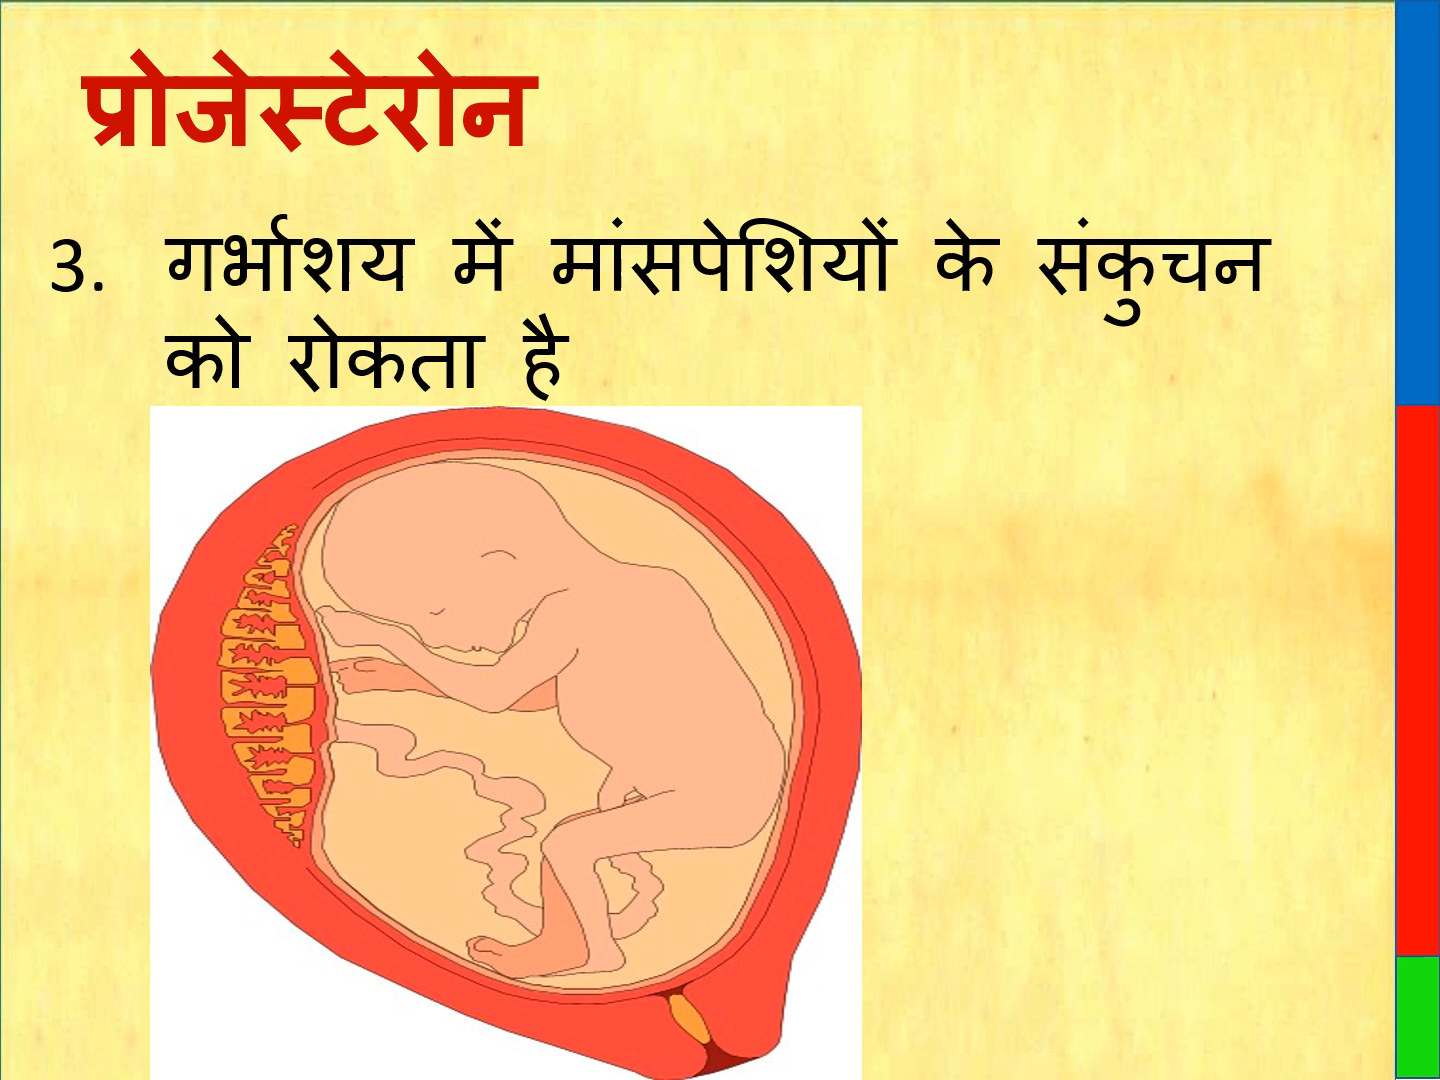 प्रोजेस्टेरोन
3. गर्भाशय में मांसपेशियों के संकुचन
को रोकता है